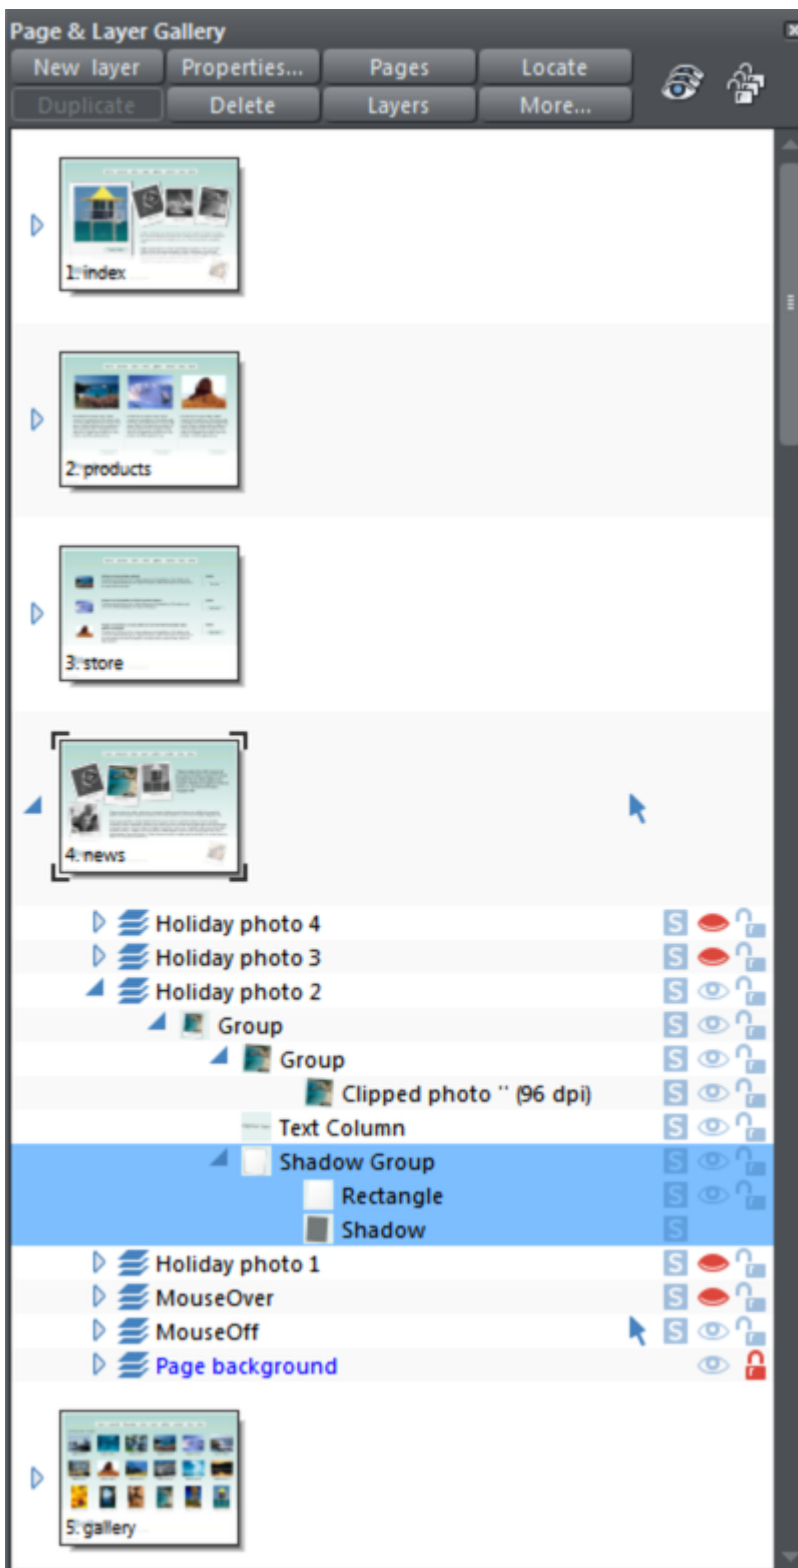 Page & Layer Gallery
New layer Properties... Pages Locate
Duplicate Delete Layers More...
1. index
2. products
3. store
4. news
Holiday photo 4 S
Holiday photo 3 S
Holiday photo 2 S
Group S
Group S
Clipped photo '' (96 dpi) S
Text Column S
Shadow Group S
Rectangle S
Shadow S
Holiday photo 1 S
MouseOver S
MouseOff S
Page background
5. gallery